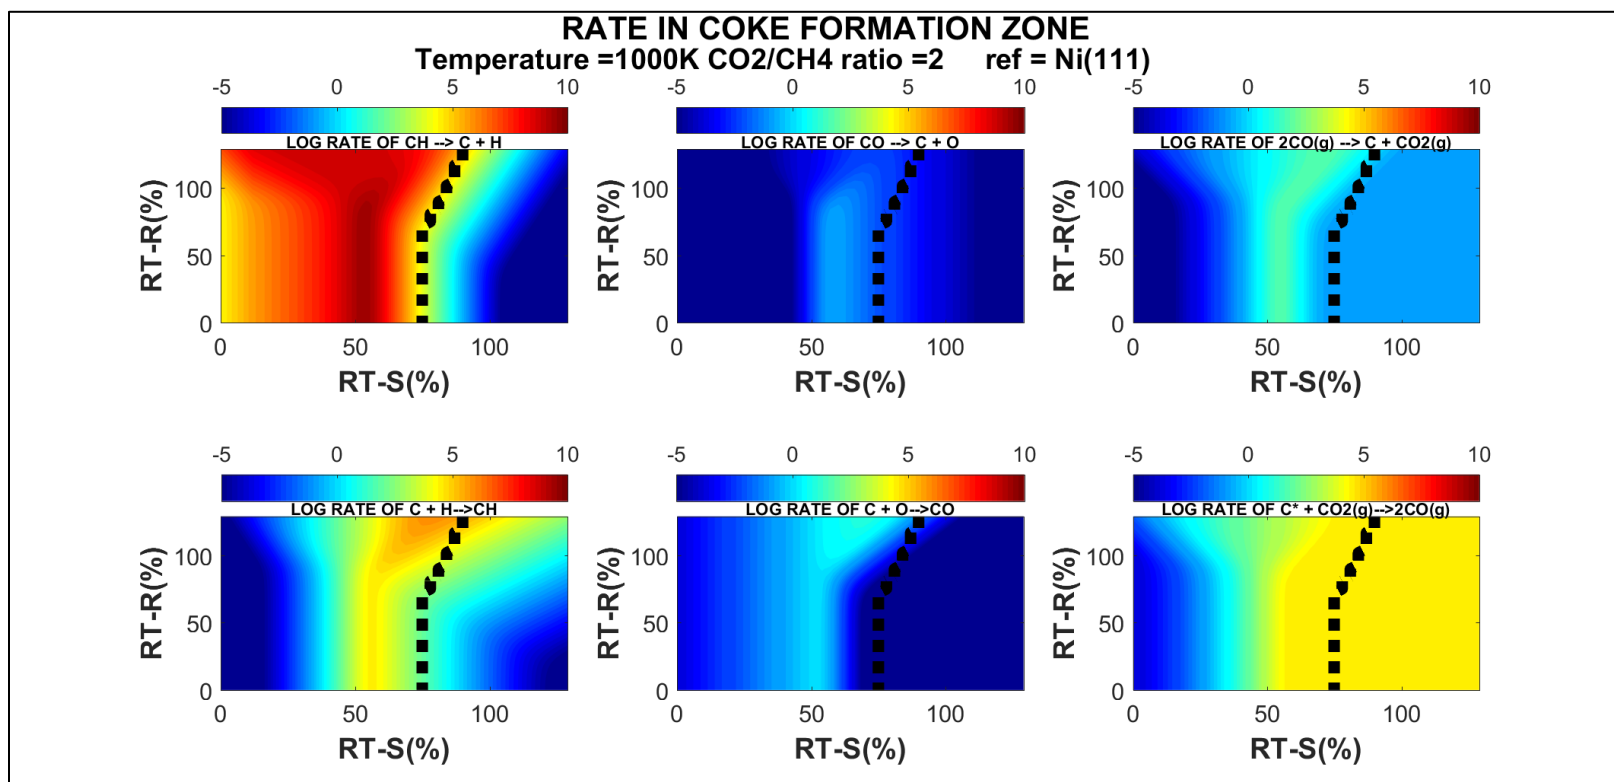 RATE IN COKE FORMATION ZONE
Temperature =1000K CO2/CH4 ratio =2 ref = Ni(111)
-5 0 5 10
-5 0 5 10
-5 0 5 10
LOG RATE OF CH --> C + H
LOG RATE OF CO --> C + O
LOG RATE OF 2CO(g) --> C + CO2(g)
RT-R(%)
100
50
0
0 50 100
RT-S(%)
RT-R(%)
100
50
0
0 50 100
RT-S(%)
RT-R(%)
100
50
0
0 50 100
RT-S(%)
-5 0 5 10
-5 0 5 10
-5 0 5 10
LOG RATE OF C + H-->CH
LOG RATE OF C + O-->CO
LOG RATE OF C* + CO2(g)-->2CO(g)
RT-R(%)
100
50
0
0 50 100
RT-S(%)
RT-R(%)
100
50
0
0 50 100
RT-S(%)
RT-R(%)
100
50
0
0 50 100
RT-S(%)